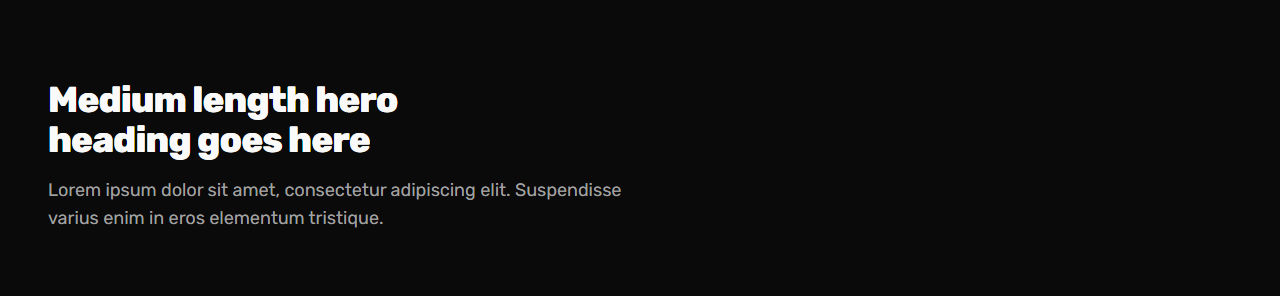 Medium length hero
heading goes here
Lorem ipsum dolor sit amet, consectetur adipiscing elit. Suspendisse
varius enim in eros elementum tristique.